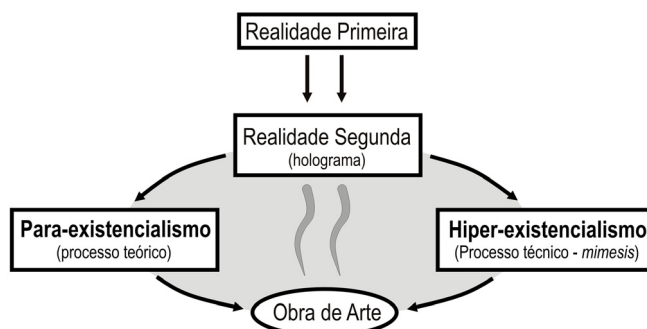 Realidade Primeira
Realidade Segunda
(holograma)
Para-existencialismo
(processo teórico)
Hiper-existencialismo
(Processo técnico - mimesis)
Obra de Arte